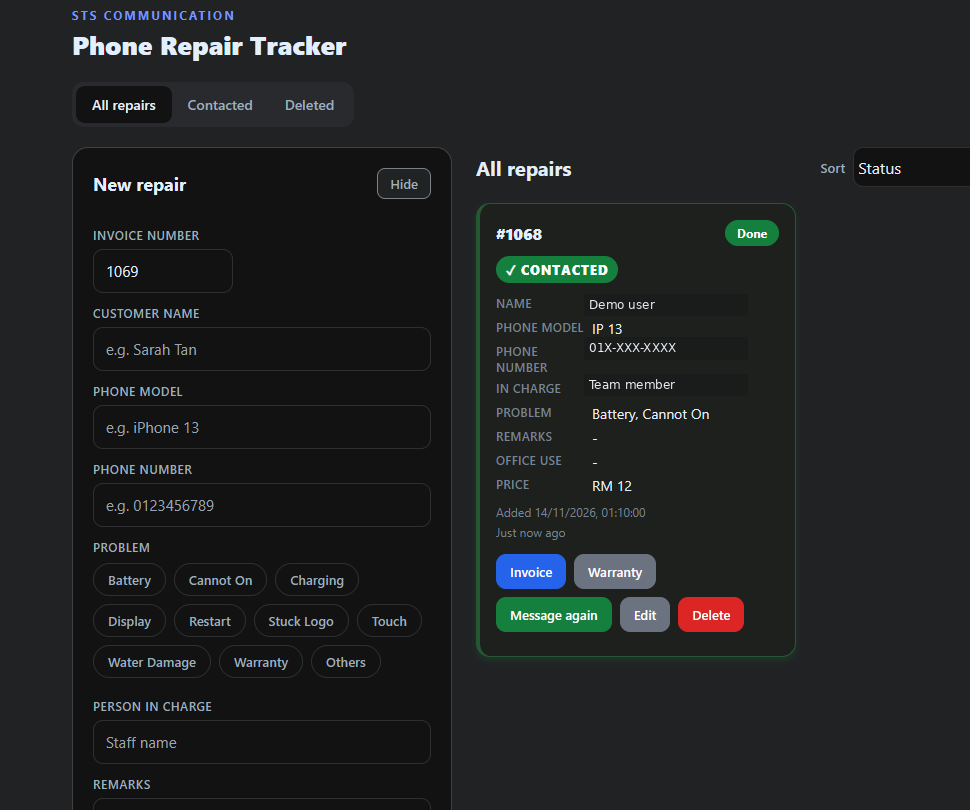 STS COMMUNICATION
Phone Repair Tracker
All repairs Contacted Deleted
New repair
Hide
INVOICE NUMBER
1069
CUSTOMER NAME
e.g. Sarah Tan
PHONE MODEL
e.g. iPhone 13
PHONE NUMBER
e.g. 0123456789
PROBLEM
Battery Cannot On Charging
Display Restart Stuck Logo Touch
Water Damage Warranty Others
PERSON IN CHARGE
Staff name
REMARKS
All repairs
Sort Status
#1068 Done
✓ CONTACTED
NAME Demo user
PHONE MODEL IP 13
PHONE NUMBER 01X-XXX-XXXX
IN CHARGE Team member
PROBLEM Battery, Cannot On
REMARKS -
OFFICE USE -
PRICE RM 12
Added 14/11/2026, 01:10:00
Just now ago
Invoice Warranty
Message again Edit Delete